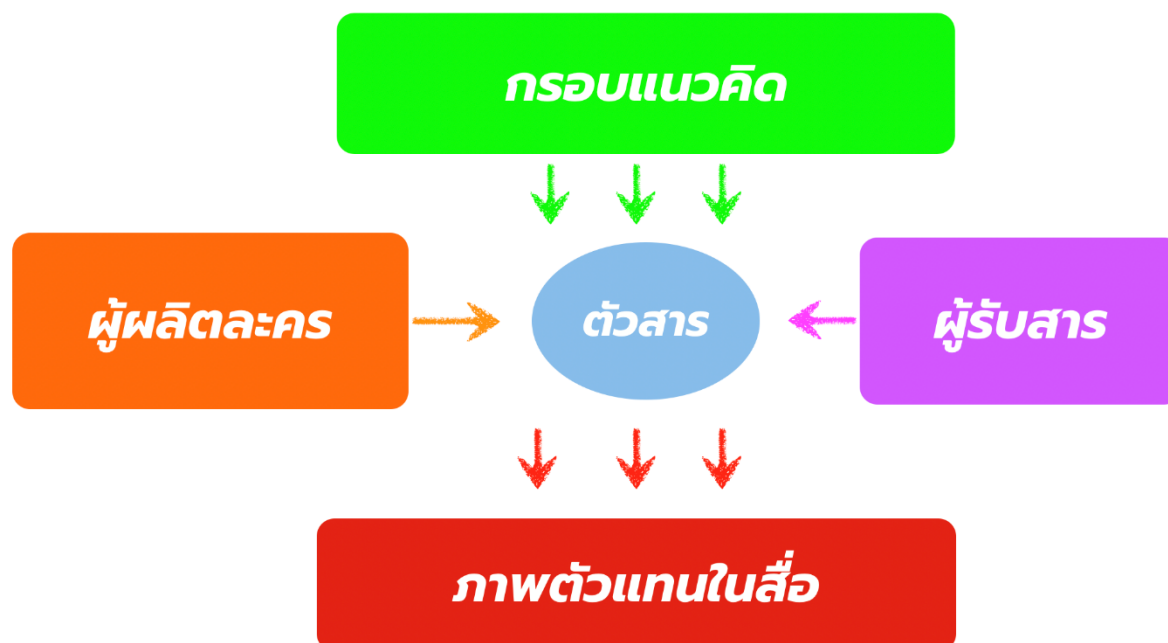 กรอบแนวคิด
ผู้ผลิตละคร
ตัวสาร
ผู้รับสาร
ภาพตัวแทนในสื่อ